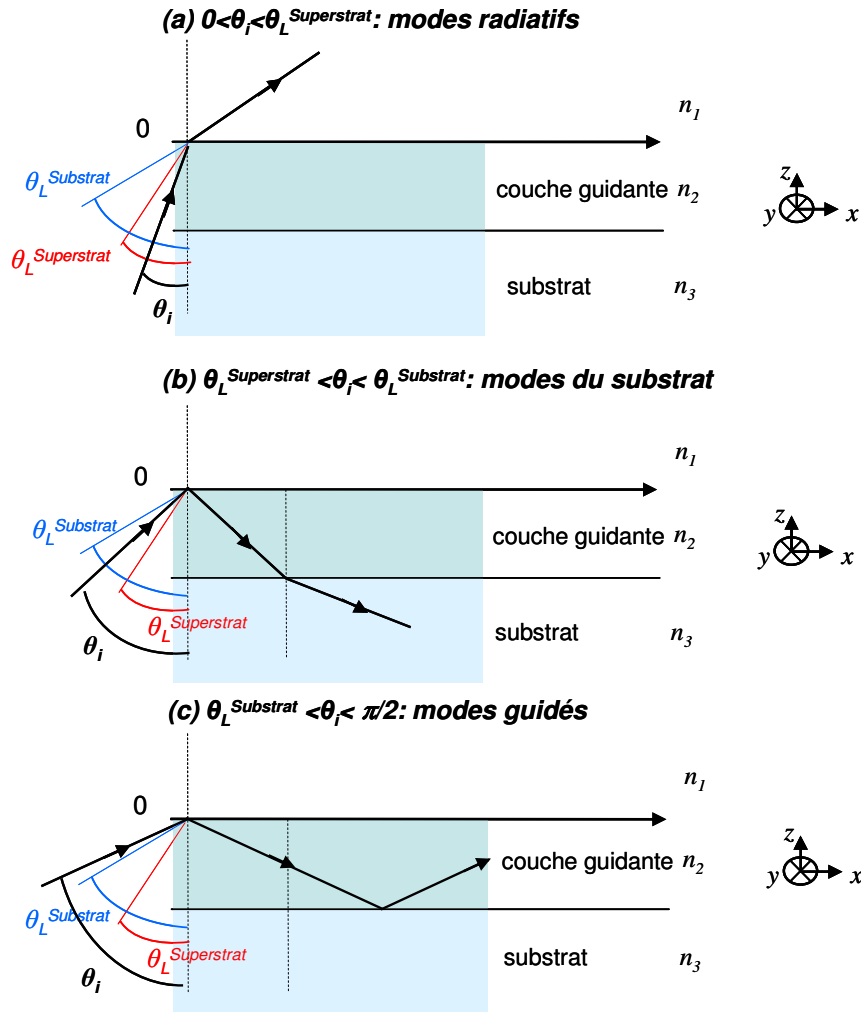 (a) 0<θi<θL Superstrat: modes radiatifs
n1
0
θL Substrat
couche guidante n2
z
y x
θL Superstrat
substrat n3
θi
(b) θL Superstrat <θi< θL Substrat: modes du substrat
n1
0
θL Substrat
couche guidante n2
z
y x
θL Superstrat
substrat n3
θi
(c) θL Substrat <θi< π/2: modes guidés
n1
0
z
couche guidante n2
y x
θL Substrat
θL Superstrat
substrat n3
θi